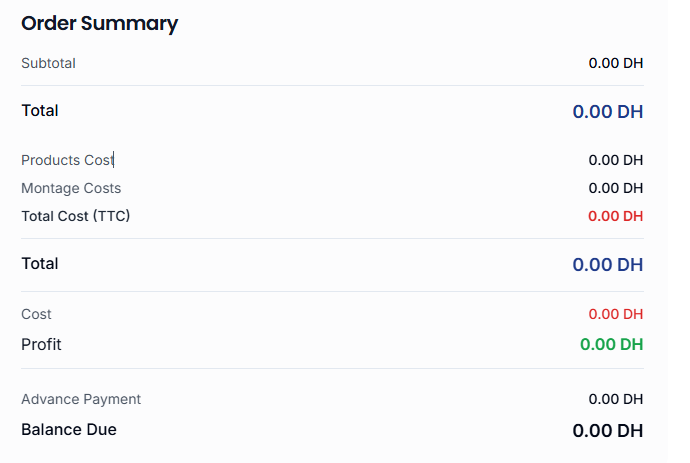 Order Summary
Subtotal 0.00 DH
Total 0.00 DH
Products Cost 0.00 DH
Montage Costs 0.00 DH
Total Cost (TTC) 0.00 DH
Total 0.00 DH
Cost 0.00 DH
Profit 0.00 DH
Advance Payment 0.00 DH
Balance Due 0.00 DH